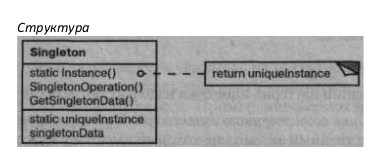 Структура
Singleton
static Instance()
SingletonOperation()
GetSingletonData()
return uniqueInstance
static uniqueInstance
singletonData